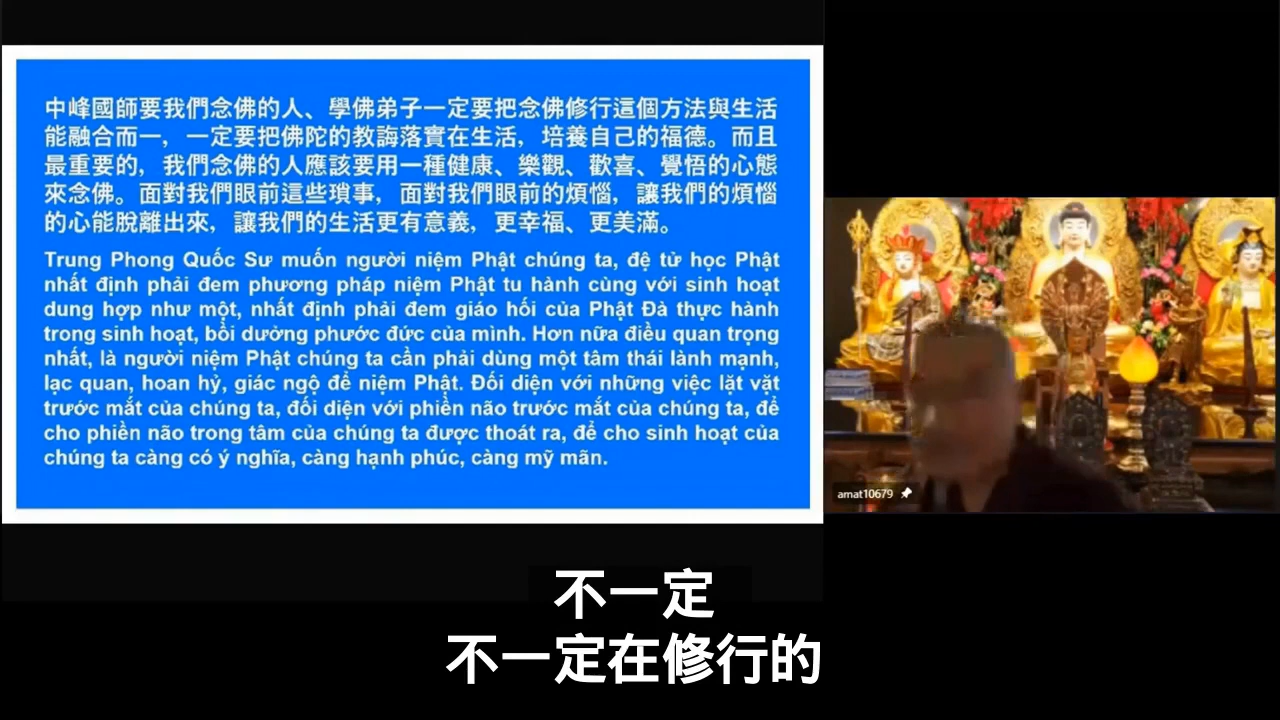 中峰國師要我們念佛的人、學佛弟子一定要把念佛修行這個方法與生活
能融合而一，一定要把佛陀的教誨落實在生活，培養自己的福德。而且
最重要的，我們念佛的人應該要用一種健康、樂觀、歡喜、覺悟的心態
來念佛。面對我們眼前這些瑣事，面對我們眼前的煩惱，讓我們的煩惱
的心能脫離出來，讓我們的生活更有意義，更幸福、更美滿。
Trung Phong Quốc Sư muốn người niệm Phật chúng ta, đệ tử học Phật
nhất định phải đem phương pháp niệm Phật tu hành cùng với sinh hoạt
dung hợp như một, nhất định phải đem giáo hối của Phật Đà thực hành
trong sinh hoạt, bồi dưởng phước đức của mình. Hơn nữa điều quan trọng
nhất, là người niệm Phật chúng ta cần phải dùng một tâm thái lành mạnh,
lạc quan, hoan hỷ, giác ngộ để niệm Phật. Đối diện với những việc lặt vặt
trước mắt của chúng ta, đối diện với phiền não trước mắt của chúng ta, để
cho phiền não trong tâm của chúng ta được thoát ra, để cho sinh hoạt của
chúng ta càng có ý nghĩa, càng hạnh phúc, càng mỹ mãn.
amat10679
不一定
不一定在修行的